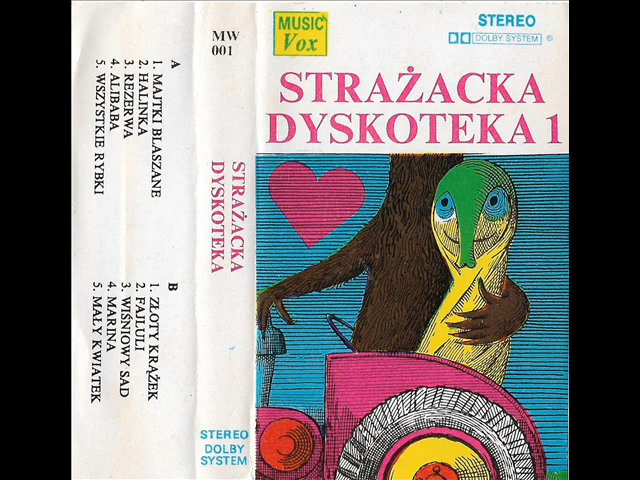 A
1. MAJTKI BLASZANE
2. HALINKA
3. REZERWA
4. ALIBABA
5. WSZYSTKIE RYBKI
B
1. ZŁOTY KRĄŻEK
2. FAJLULI
3. WIŚNIOWY SAD
4. MARINA
5. MAŁY KWIATEK
MW
001
STRAŻACKA
DYSKOTEKA
STEREO
DOLBY
SYSTEM
MUSIC
Vox
STEREO
DOLBY SYSTEM ®
STRAŻACKA
DYSKOTEKA 1